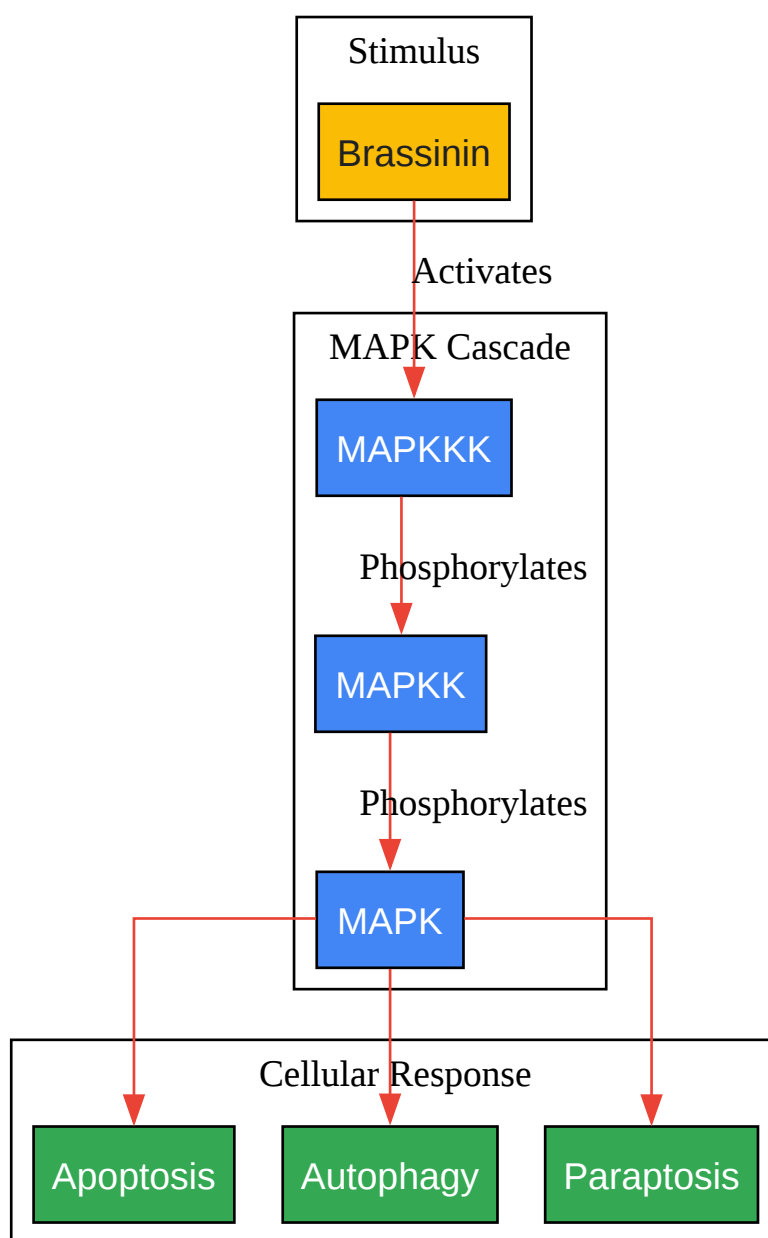 Stimulus
Brassinin
Activates
MAPK Cascade
MAPKKK
Phosphorylates
MAPKK
Phosphorylates
MAPK
Cellular Response
Apoptosis
Autophagy
Paraptosis